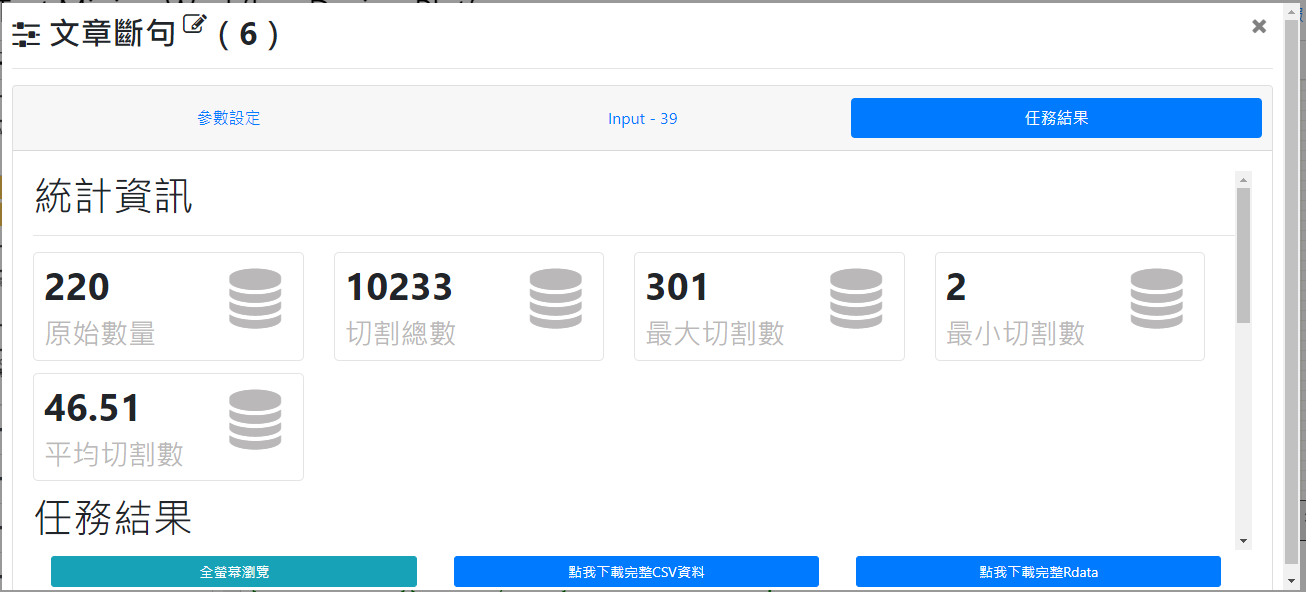 文章斷句 ( 6 )
參數設定
Input - 39
任務結果
統計資訊
220
原始數量
10233
切割總數
301
最大切割數
2
最小切割數
46.51
平均切割數
任務結果
全螢幕瀏覽
點我下載完整CSV資料
點我下載完整Rdata